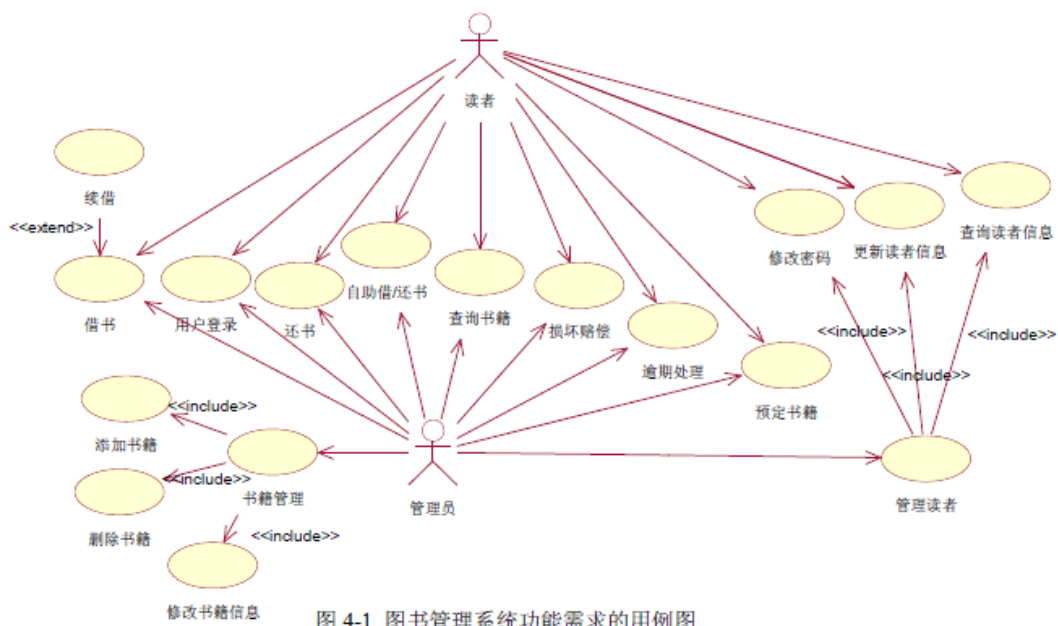 读者
续借
<<extend>>
查询读者信息
修改密码
更新读者信息
自助借/还书
借书
用户登录
还书
查询书籍
损坏赔偿
<<include>>
<<include>>
<<include>>
逾期处理
预定书籍
<<include>>
添加书籍
<<include>>
书籍管理
管理员
管理读者
删除书籍
<<include>>
修改书籍信息
图 4-1 图书管理系统功能需求的用例图